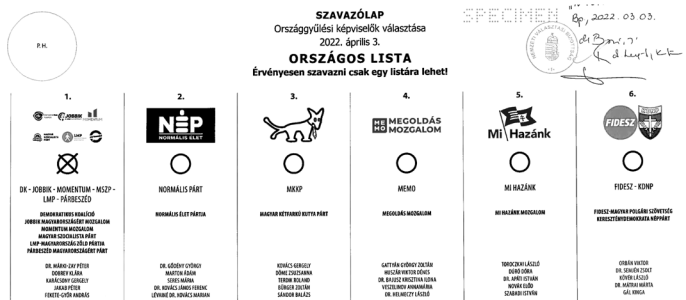 SZAVAZÓLAP
Országgyűlési képviselők választása
2022. április 3.
ORSZÁGOS LISTA
Érvényesen szavazni csak egy listára lehet!
P.H.
SPECIMEN
Bp, 2022. 03 03.
1.
JOBBIK
LMP
DK - JOBBIK - MOMENTUM - MSZP -
LMP - PÁRBESZÉD
DEMOKRATIKUS KOALÍCIÓ
JOBBIK MAGYARORSZÁGÉRT MOZGALOM
MOMENTUM MOZGALOM
MAGYAR SZOCIALISTA PÁRT
LMP-MAGYARORSZÁG ZÖLD PÁRTJA
PÁRBESZÉD MAGYARORSZÁGÉRT PÁRT
DR. MÁRKI-ZAY PÉTER
DOBREV KLÁRA
KARÁCSONY GERGELY
JAKAB PÉTER
FEKETE-GYŐR ANDRÁS
2.
NÉP
NORMÁLIS ÉLET
NORMÁLIS PÁRT
NORMÁLIS ÉLET PÁRTJA
DR. GŐDÉNY GYÖRGY
MARTON ÁDÁM
SERES MÁRIA
DR. KOVÁCS JÁNOS FERENC
LÉVAINÉ DR. KOVÁCS MARIAN
3.
MKKP
MAGYAR KÉTFARKÚ KUTYA PÁRT
KOVÁCS GERGELY
DŐME ZSUZSANNA
TERDIK ROLAND
BÜRGER ZOLTÁN
SÁNDOR BALÁZS
4.
MEMO
MEGOLDÁS
MOZGALOM
MEMO
MEGOLDÁS MOZGALOM
GATTYÁN GYÖRGY ZOLTÁN
HUSZÁR VIKTOR DÉNES
DR. BAJUSZ KRISZTINA ILONA
VESZELINOV ANNAMÁRIA
DR. HELMECZY LÁSZLÓ
5.
Mi Hazánk
MI HAZÁNK
MI HAZÁNK MOZGALOM
TOROCZKAI LÁSZLÓ
DÚRÓ DÓRA
DR. APÁTI ISTVÁN
NOVÁK ELŐD
SZABADI ISTVÁN
6.
FIDESZ
FIDESZ - KDNP
FIDESZ-MAGYAR POLGÁRI SZÖVETSÉG
KERESZTÉNYDEMOKRATA NÉPPÁRT
ORBÁN VIKTOR
DR. SEMJÉN ZSOLT
KÖVÉR LÁSZLÓ
DR. MÁTRAI MÁRTA
GÁL KINGA